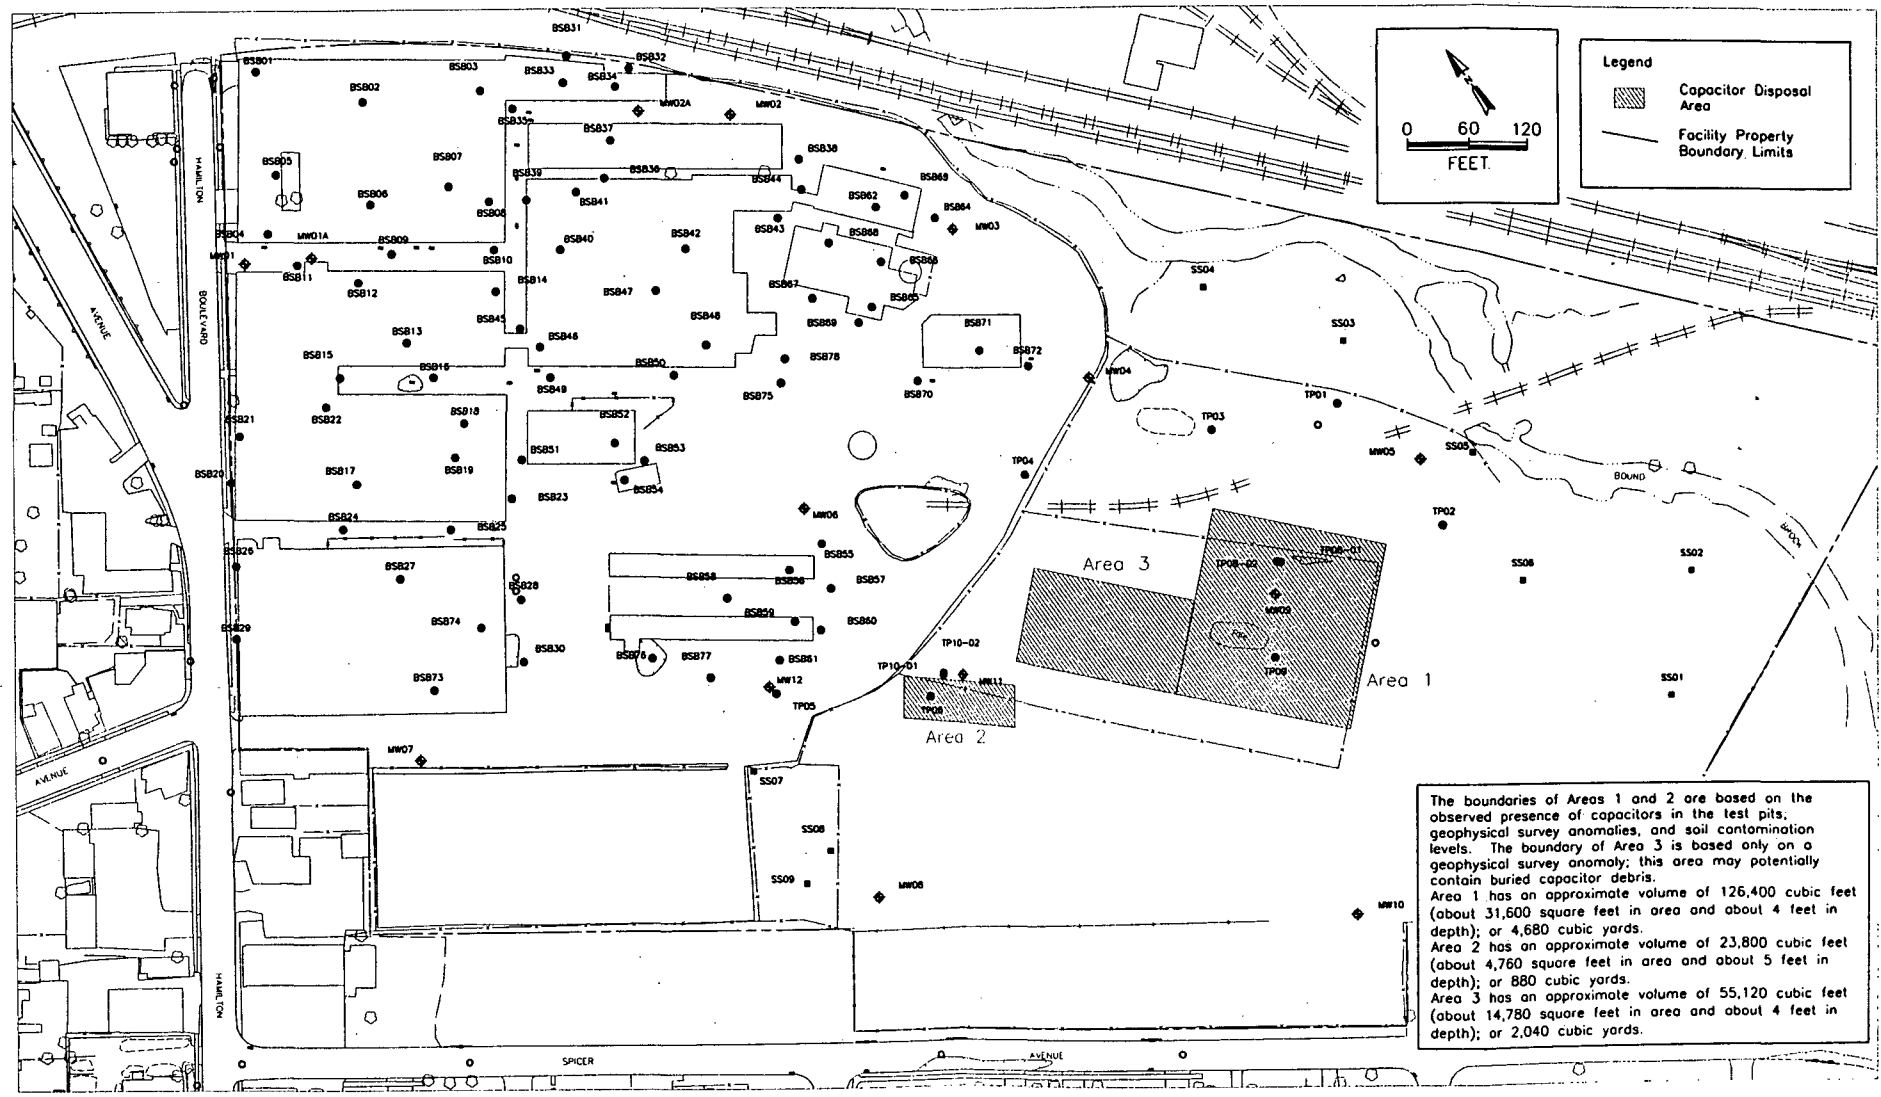 BSB31
BSB01
BSB02
BSB03
BSB33
BSB34
BSB32
MW02A
MW02
BSB35
BSB37
BSB05
BSB07
BSB39
BSB36
BSB38
BSB44
BSB06
BSB08
BSB41
BSB62
BSB63
BSB64
MW03
BSB04
MW01A
MW01
BSB09
BSB10
BSB40
BSB42
BSB43
BSB68
BSB66
BSB11
BSB12
BSB14
BSB47
BSB67
BSB65
BSB13
BSB45
BSB46
BSB48
BSB69
BSB71
BSB72
BSB15
BSB16
BSB49
BSB50
BSB78
BSB75
BSB70
MW04
BSB21
BSB22
BSB18
BSB52
BSB51
BSB53
BSB20
BSB17
BSB19
BSB23
BSB54
BSB24
BSB25
MW06
BSB26
BSB27
BSB28
BSB58
BSB56
BSB55
BSB57
BSB29
BSB74
BSB59
BSB60
BSB30
BSB76
BSB77
BSB61
BSB73
MW12
TP05
MW07
HAMILTON
BOULEVARD
AVENUE
AVENUE
HAMILTON
SPICER
AVENUE
SS04
SS03
TP01
TP03
TP04
MW05
SS05
BOUND
BROOK
TP02
SS06
SS02
SS01
Area 3
TP08-01
TP08-02
MW09
Pile
TP09
Area 1
TP10-02
TP10-01
MW11
TP06
Area 2
SS07
SS08
SS09
MW08
MW10
N
0 60 120
FEET.
Legend
Capacitor Disposal
Area
Facility Property
Boundary Limits
The boundaries of Areas 1 and 2 are based on the
observed presence of capacitors in the test pits;
geophysical survey anomalies, and soil contamination
levels. The boundary of Area 3 is based only on a
geophysical survey anomaly; this area may potentially
contain buried capacitor debris.
Area 1 has an approximate volume of 126,400 cubic feet
(about 31,600 square feet in area and about 4 feet in
depth); or 4,680 cubic yards.
Area 2 has an approximate volume of 23,800 cubic feet
(about 4,760 square feet in area and about 5 feet in
depth); or 880 cubic yards.
Area 3 has an approximate volume of 55,120 cubic feet
(about 14,780 square feet in area and about 4 feet in
depth); or 2,040 cubic yards.